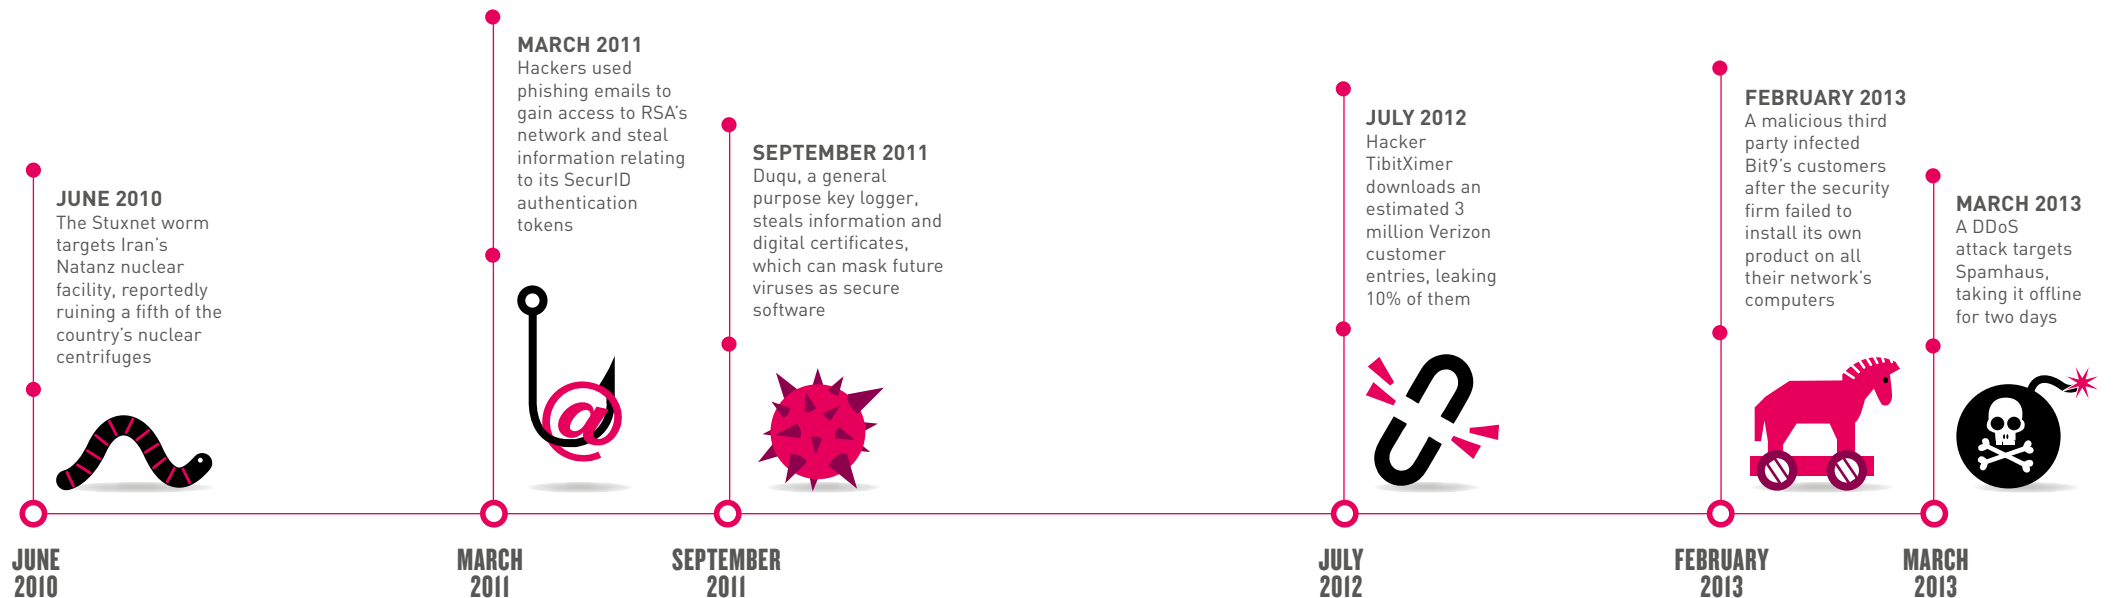 JUNE 2010
The Stuxnet worm
targets Iran's
Natanz nuclear
facility, reportedly
ruining a fifth of the
country's nuclear
centrifuges
MARCH 2011
Hackers used
phishing emails to
gain access to RSA's
network and steal
information relating
to its SecurID
authentication
tokens
@
SEPTEMBER 2011
Duqu, a general
purpose key logger,
steals information and
digital certificates,
which can mask future
viruses as secure
software
JULY 2012
Hacker
TibitXimer
downloads an
estimated 3
million Verizon
customer
entries, leaking
10% of them
FEBRUARY 2013
A malicious third
party infected
Bit9's customers
after the security
firm failed to
install its own
product on all
their network's
computers
MARCH 2013
A DDoS
attack targets
Spamhaus,
taking it offline
for two days
JUNE
2010
MARCH
2011
SEPTEMBER
2011
JULY
2012
FEBRUARY
2013
MARCH
2013